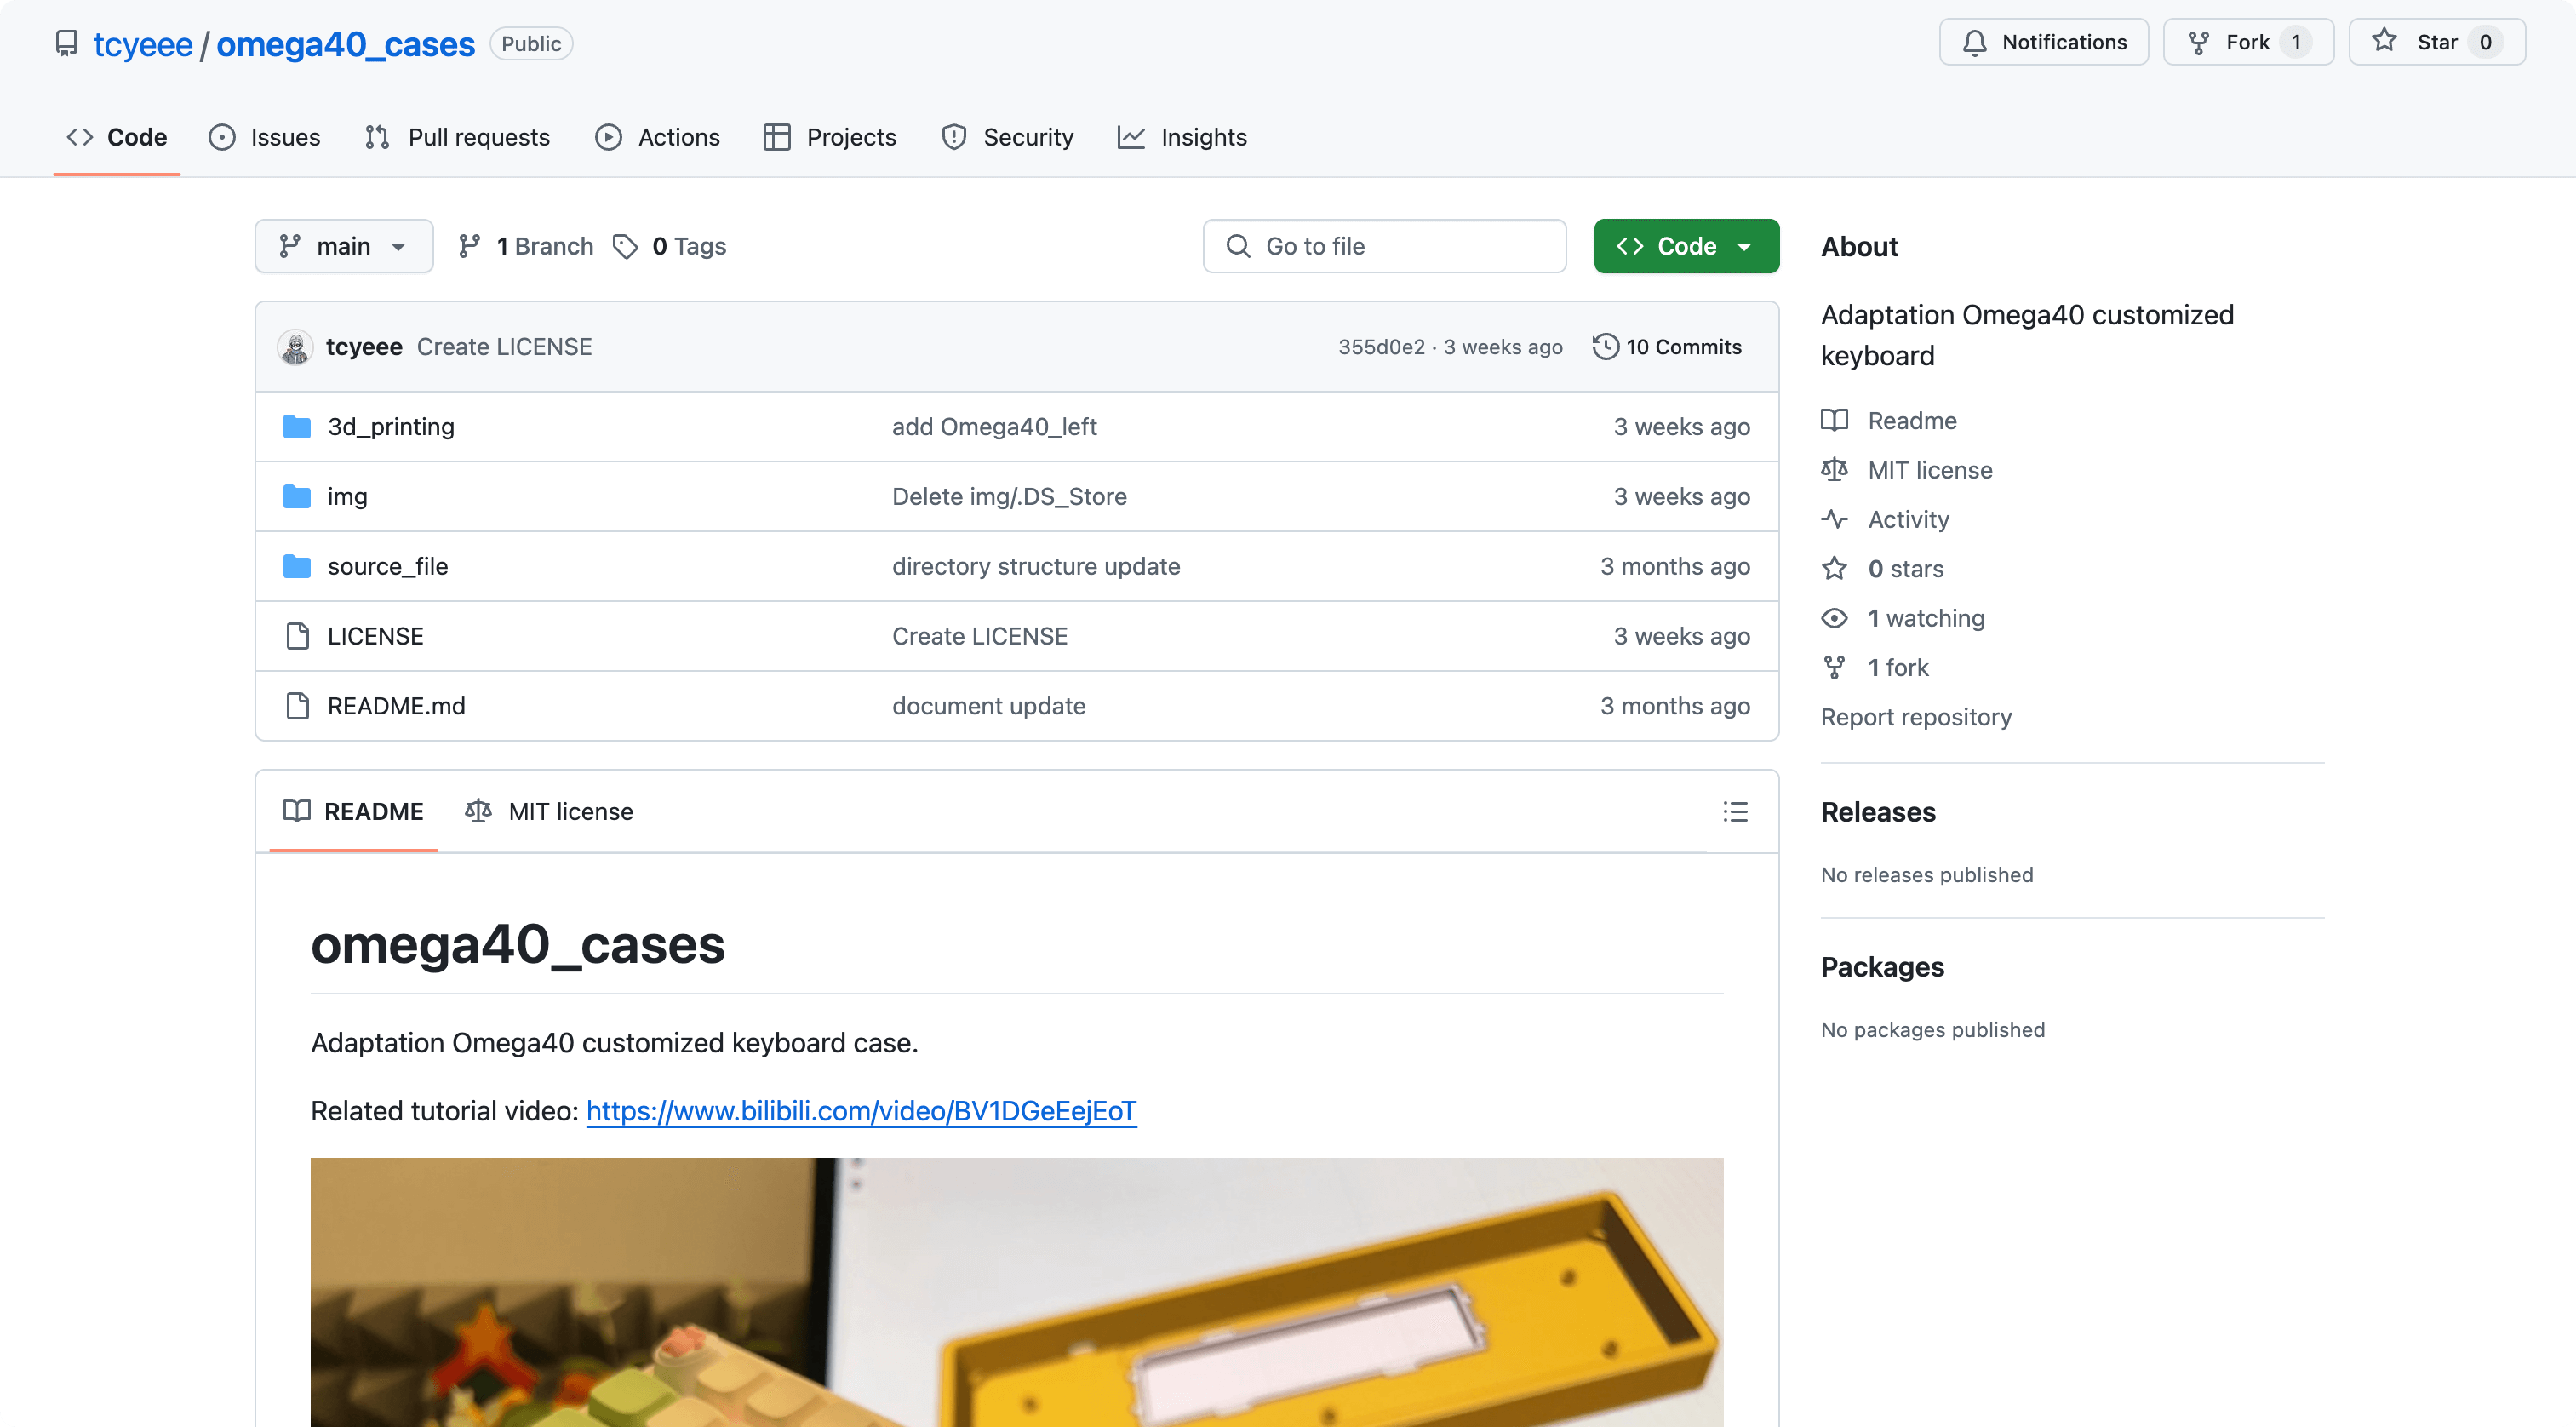 tcyeee / omega40_cases Public
Notifications Fork 1 Star 0
Code Issues Pull requests Actions Projects Security Insights
main 1 Branch 0 Tags Go to file Code
tcyeee Create LICENSE 355d0e2 · 3 weeks ago 10 Commits
3d_printing add Omega40_left 3 weeks ago
img Delete img/.DS_Store 3 weeks ago
source_file directory structure update 3 months ago
LICENSE Create LICENSE 3 weeks ago
README.md document update 3 months ago
README MIT license
omega40_cases
Adaptation Omega40 customized keyboard case.
Related tutorial video: https://www.bilibili.com/video/BV1DGeEejEoT
About
Adaptation Omega40 customized
keyboard
Readme
MIT license
Activity
0 stars
1 watching
1 fork
Report repository
Releases
No releases published
Packages
No packages published